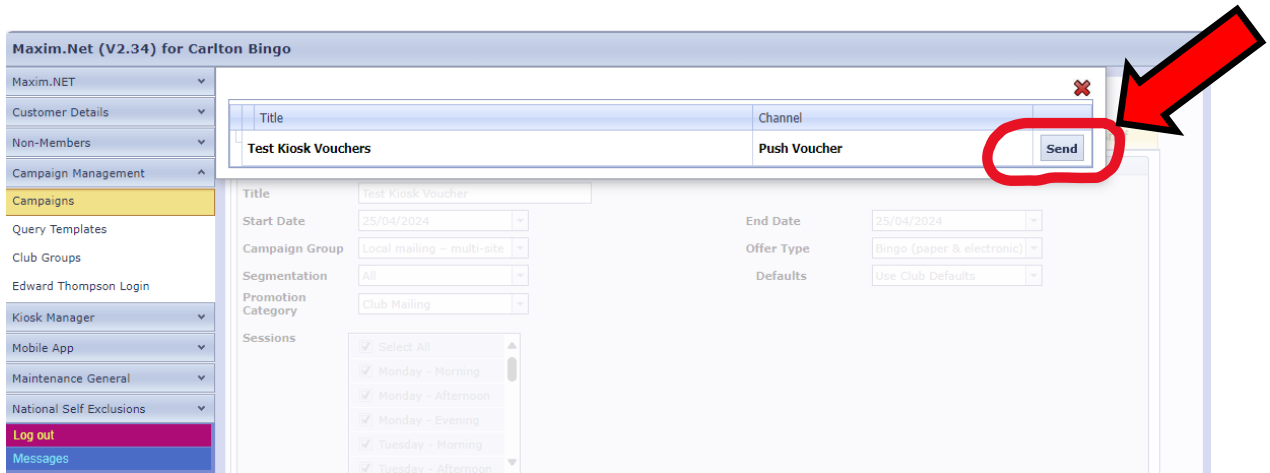 Maxim.Net (V2.34) for Carlton Bingo
Maxim.NET
Customer Details
Non-Members
Campaign Management
Campaigns
Query Templates
Club Groups
Edward Thompson Login
Kiosk Manager
Mobile App
Maintenance General
National Self Exclusions
Log out
Messages
Title Channel
Test Kiosk Vouchers Push Voucher Send
Title Test Kiosk Voucher
Start Date 25/04/2024 End Date 25/04/2024
Campaign Group Local mailing – multi-site Offer Type Bingo (paper & electronic)
Segmentation All Defaults Use Club Defaults
Promotion Category Club Mailing
Sessions
Select All
Monday - Morning
Monday - Afternoon
Monday - Evening
Tuesday - Morning
Tuesday - Afternoon